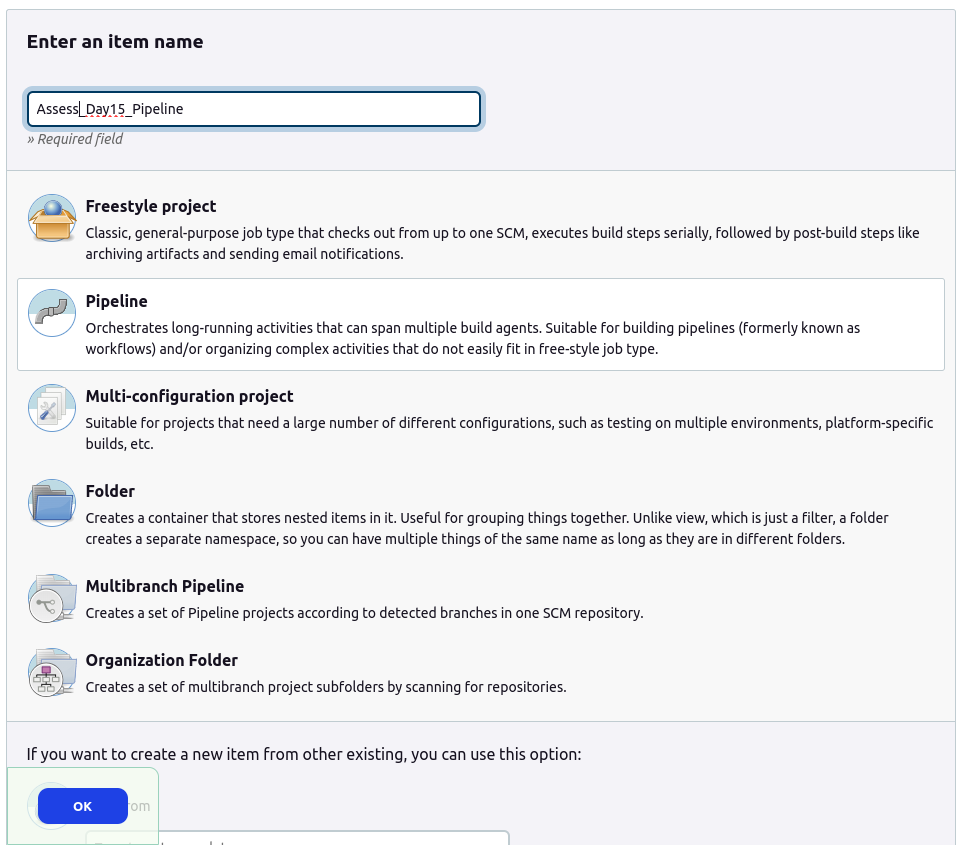 Enter an item name
Assess_Day15_Pipeline
» Required field
Freestyle project
Classic, general-purpose job type that checks out from up to one SCM, executes build steps serially, followed by post-build steps like
archiving artifacts and sending email notifications.
Pipeline
Orchestrates long-running activities that can span multiple build agents. Suitable for building pipelines (formerly known as
workflows) and/or organizing complex activities that do not easily fit in free-style job type.
Multi-configuration project
Suitable for projects that need a large number of different configurations, such as testing on multiple environments, platform-specific
builds, etc.
Folder
Creates a container that stores nested items in it. Useful for grouping things together. Unlike view, which is just a filter, a folder
creates a separate namespace, so you can have multiple things of the same name as long as they are in different folders.
Multibranch Pipeline
Creates a set of Pipeline projects according to detected branches in one SCM repository.
Organization Folder
Creates a set of multibranch project subfolders by scanning for repositories.
If you want to create a new item from other existing, you can use this option:
OK